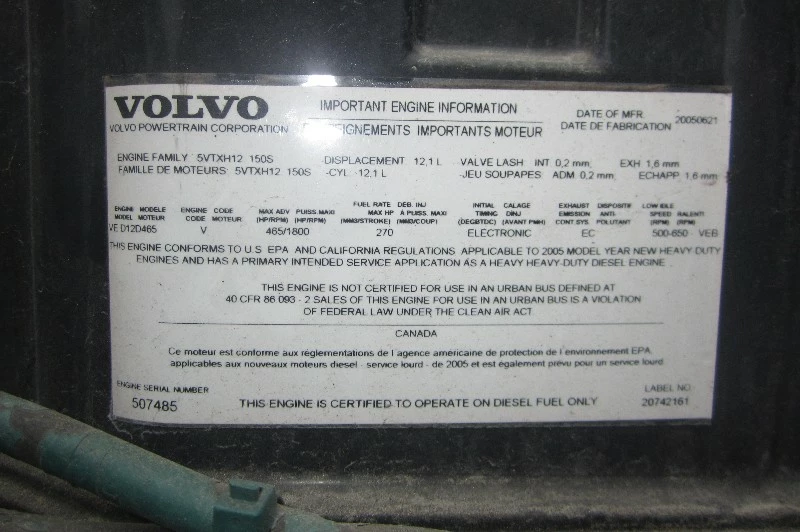 VOLVO
VOLVO POWERTRAIN CORPORATION
IMPORTANT ENGINE INFORMATION
IMPORTANTS MOTEUR
DATE OF MFR. 20050621
DATE DE FABRICATION
ENGINE FAMILY 5VTXH12 150S -DISPLACEMENT 12,1 L -VALVE LASH INT 0,2 mm EXH 1,6 mm
FAMILLE DE MOTEURS 5VTXH12 150S -CYL -12,1 L -JEU SOUPAPES ADM 0,2 mm ECHAPP 1,6 mm
ENGINE MODELE ENGINE CODE MAX ADV PUISS.MAXI FUEL RATE DEB. INJ INITIAL CALAGE EXHAUST DISPOSITIF LOW IDLE
MODEL MOTEUR CODE MOTEUR (HP/RPM) (HP/RPM) MAX HP À PUISS. MAXI TIMING DINJ EMISSION ANTI- SPEED RALENTI
(MM3/STROKE) (MM3/COUP) (DEGBTDC) (AVANT PMH) CONT SYS. POLLUTANT (RPM) (RPM)
VE D12D465 V 465/1800 270 ELECTRONIC EC 500-650 - VEB
THIS ENGINE CONFORMS TO U.S. EPA AND CALIFORNIA REGULATIONS APPLICABLE TO 2005 MODEL YEAR NEW HEAVY DUTY
ENGINES AND HAS A PRIMARY INTENDED SERVICE APPLICATION AS A HEAVY HEAVY-DUTY DIESEL ENGINE
THIS ENGINE IS NOT CERTIFIED FOR USE IN AN URBAN BUS DEFINED AT
40 CFR 86 093 - 2 SALES OF THIS ENGINE FOR USE IN AN URBAN BUS IS A VIOLATION
OF FEDERAL LAW UNDER THE CLEAN AIR ACT
CANADA
Ce moteur est conforme aux réglementations de l'agence américaine de protection de l'environnement EPA,
applicables aux nouveaux moteurs diesel - service lourd - de 2005 et est également prévu pour un service lourd
ENGINE SERIAL NUMBER
507485
THIS ENGINE IS CERTIFIED TO OPERATE ON DIESEL FUEL ONLY
LABEL NO.
20742161